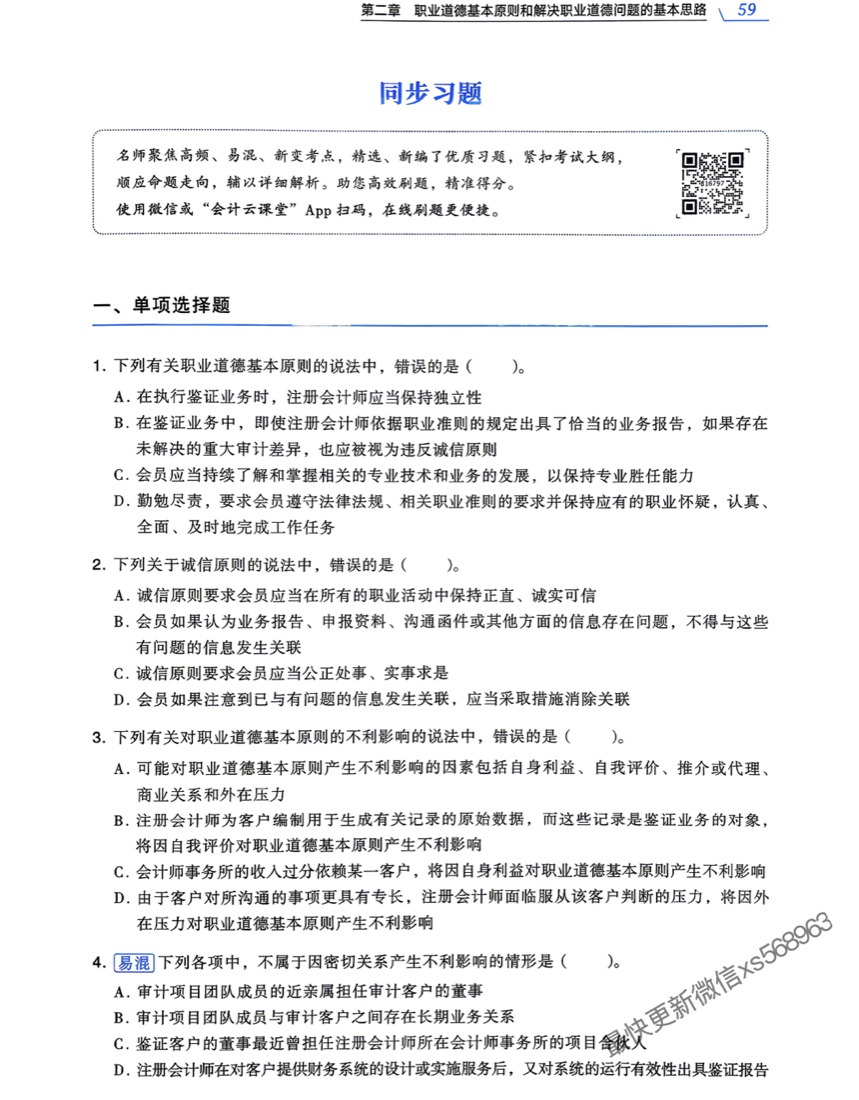 第二章　职业道德基本原则和解决职业道德问题的基本思路　59
同步习题
名师聚焦高频、易混、新变考点，精选、新编了优质习题，紧扣考试大纲，
顺应命题走向，辅以详细解析。助您高效刷题，精准得分。
使用微信或“会计云课堂”App 扫码，在线刷题更便捷。
816797
一、单项选择题
1. 下列有关职业道德基本原则的说法中，错误的是（　　）。
A. 在执行鉴证业务时，注册会计师应当保持独立性
B. 在鉴证业务中，即使注册会计师依据职业准则的规定出具了恰当的业务报告，如果存在
未解决的重大审计差异，也应被视为违反诚信原则
C. 会员应当持续了解和掌握相关的专业技术和业务的发展，以保持专业胜任能力
D. 勤勉尽责，要求会员遵守法律法规、相关职业准则的要求并保持应有的职业怀疑，认真、
全面、及时地完成工作任务
2. 下列关于诚信原则的说法中，错误的是（　　）。
A. 诚信原则要求会员应当在所有的职业活动中保持正直、诚实可信
B. 会员如果认为业务报告、申报资料、沟通函件或其他方面的信息存在问题，不得与这些
有问题的信息发生关联
C. 诚信原则要求会员应当公正处事、实事求是
D. 会员如果注意到已与有问题的信息发生关联，应当采取措施消除关联
3. 下列有关对职业道德基本原则的不利影响的说法中，错误的是（　　）。
A. 可能对职业道德基本原则产生不利影响的因素包括自身利益、自我评价、推介或代理、
商业关系和外在压力
B. 注册会计师为客户编制用于生成有关记录的原始数据，而这些记录是鉴证业务的对象，
将因自我评价对职业道德基本原则产生不利影响
C. 会计师事务所的收入过分依赖某一客户，将因自身利益对职业道德基本原则产生不利影响
D. 由于客户对所沟通的事项更具有专长，注册会计师面临服从该客户判断的压力，将因外
在压力对职业道德基本原则产生不利影响
4. 易混 下列各项中，不属于因密切关系产生不利影响的情形是（　　）。
A. 审计项目团队成员的近亲属担任审计客户的董事
B. 审计项目团队成员与审计客户之间存在长期业务关系
C. 鉴证客户的董事最近曾担任注册会计师所在会计师事务所的项目合伙人
D. 注册会计师在对客户提供财务系统的设计或实施服务后，又对系统的运行有效性出具鉴证报告
最快更新微信xs568963